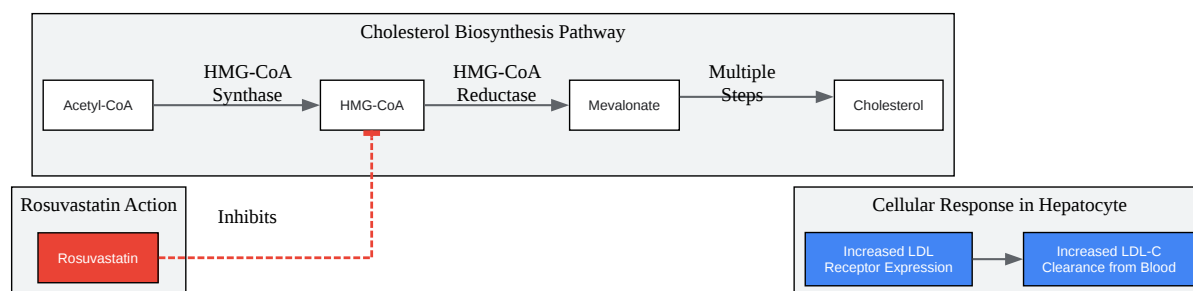 Cholesterol Biosynthesis Pathway
HMG-CoA
Synthase
HMG-CoA
Reductase
Multiple
Steps
Acetyl-CoA
HMG-CoA
Mevalonate
Cholesterol
Rosuvastatin Action
Inhibits
Rosuvastatin
Cellular Response in Hepatocyte
Increased LDL
Receptor Expression
Increased LDL-C
Clearance from Blood